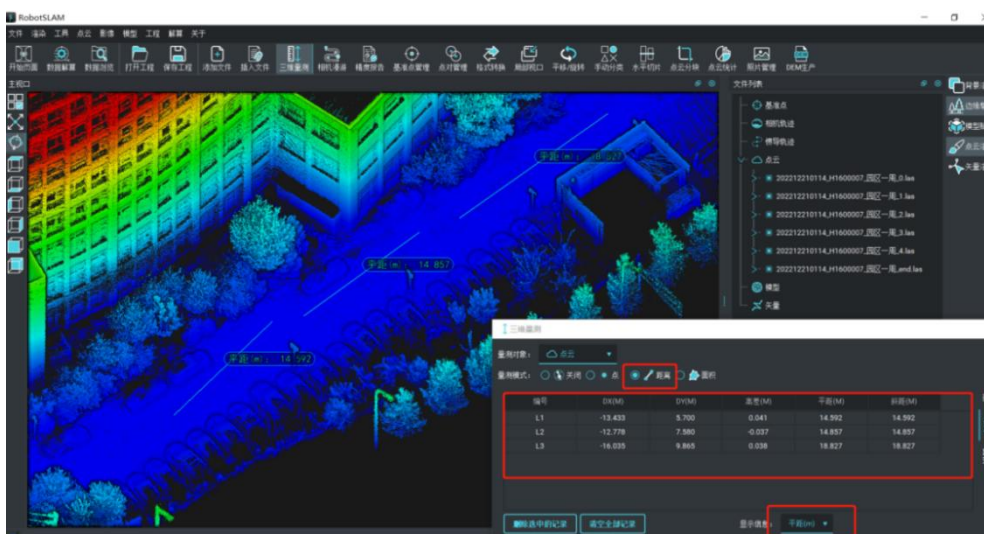 RobotSLAM
文件 渲染 工具 点云 影像 模型 工程 解算 关于
开始页面 数据解算 数据浏览 打开工程 保存工程 添加文件 插入文件 三维量测 相机漫游 精度报告 基准点管理 点对管理 格式转换 局部视口 平移/旋转 手动分类 水平切片 点云分块 点云统计 照片管理 DEM生产
主视口
文件列表
基准点
相机轨迹
惯导轨迹
点云
202212210114_H1600007_园区一周_0.las
202212210114_H1600007_园区一周_1.las
202212210114_H1600007_园区一周_2.las
202212210114_H1600007_园区一周_3.las
202212210114_H1600007_园区一周_4.las
202212210114_H1600007_园区一周_end.las
模型
矢量
平距(m): 14.857
平距(m): 14.592
三维量测
量测对象: 点云
量测模式: 关闭 点 距离 面积
编号 DX(M) DY(M) 高差(M) 平距(M) 斜距(M)
L1 -13.433 5.700 0.041 14.592 14.592
L2 -12.778 7.580 -0.037 14.857 14.857
L3 -16.035 9.865 0.038 18.827 18.827
删除选中的记录 清空全部记录 显示信息: 平距(m)